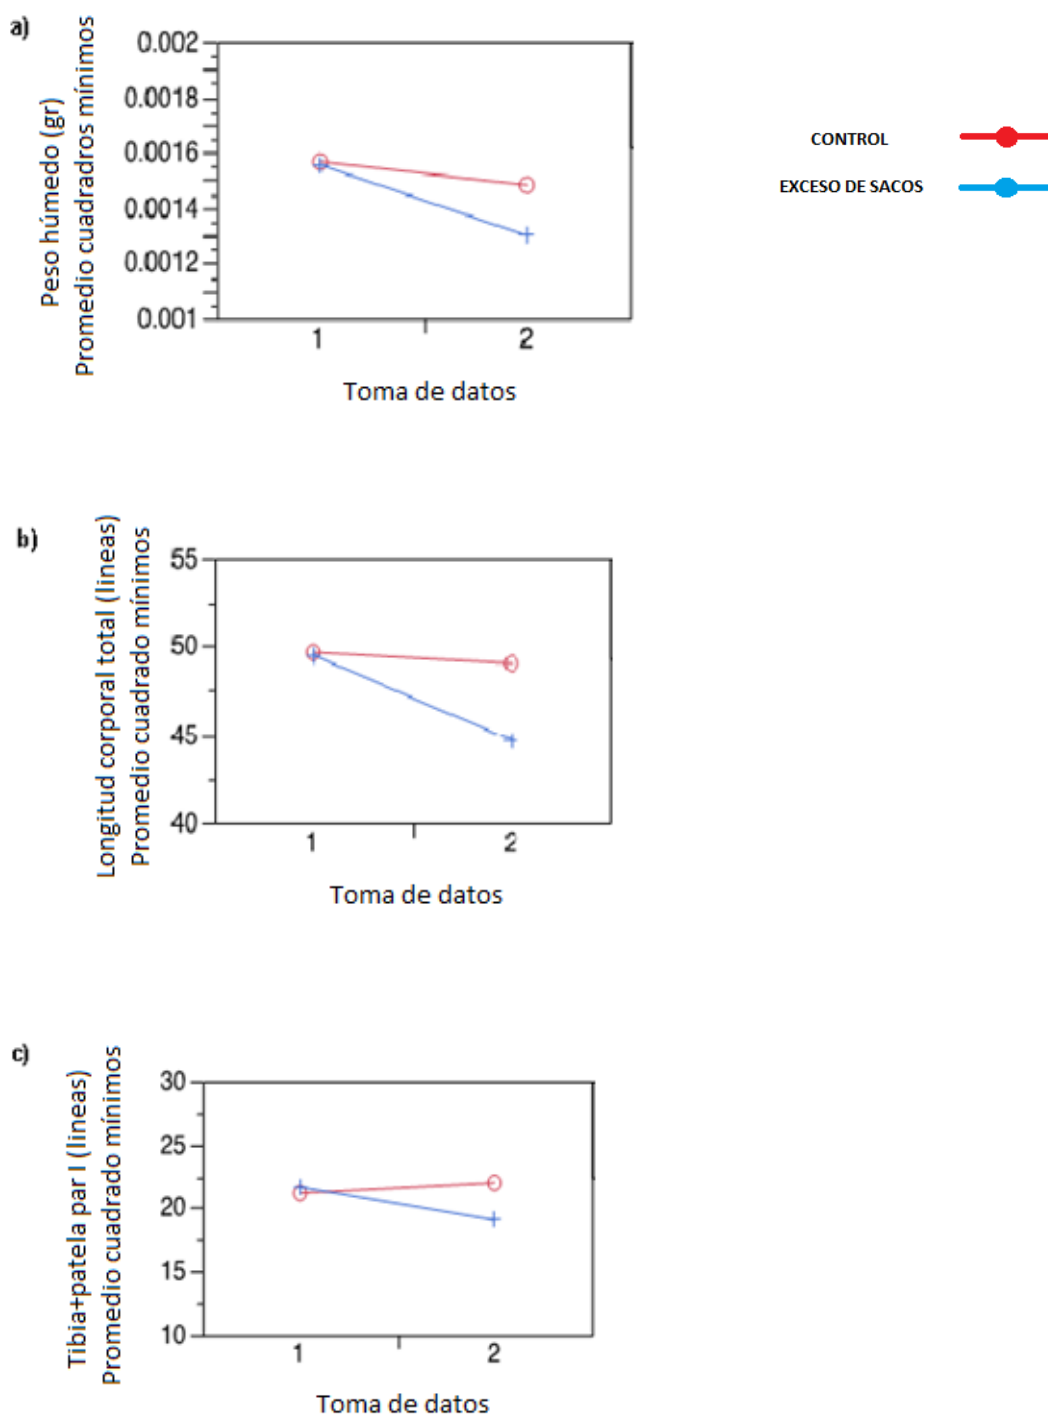 a)
Peso húmedo (gr)
Promedio cuadradros mínimos
0.002
0.0018
0.0016
0.0014
0.0012
0.001
1
2
Toma de datos
CONTROL
EXCESO DE SACOS
b)
Longitud corporal total (lineas)
Promedio cuadrado mínimos
55
50
45
40
1
2
Toma de datos
c)
Tibia+patela par I (lineas)
Promedio cuadrado mínimos
30
25
20
15
10
1
2
Toma de datos